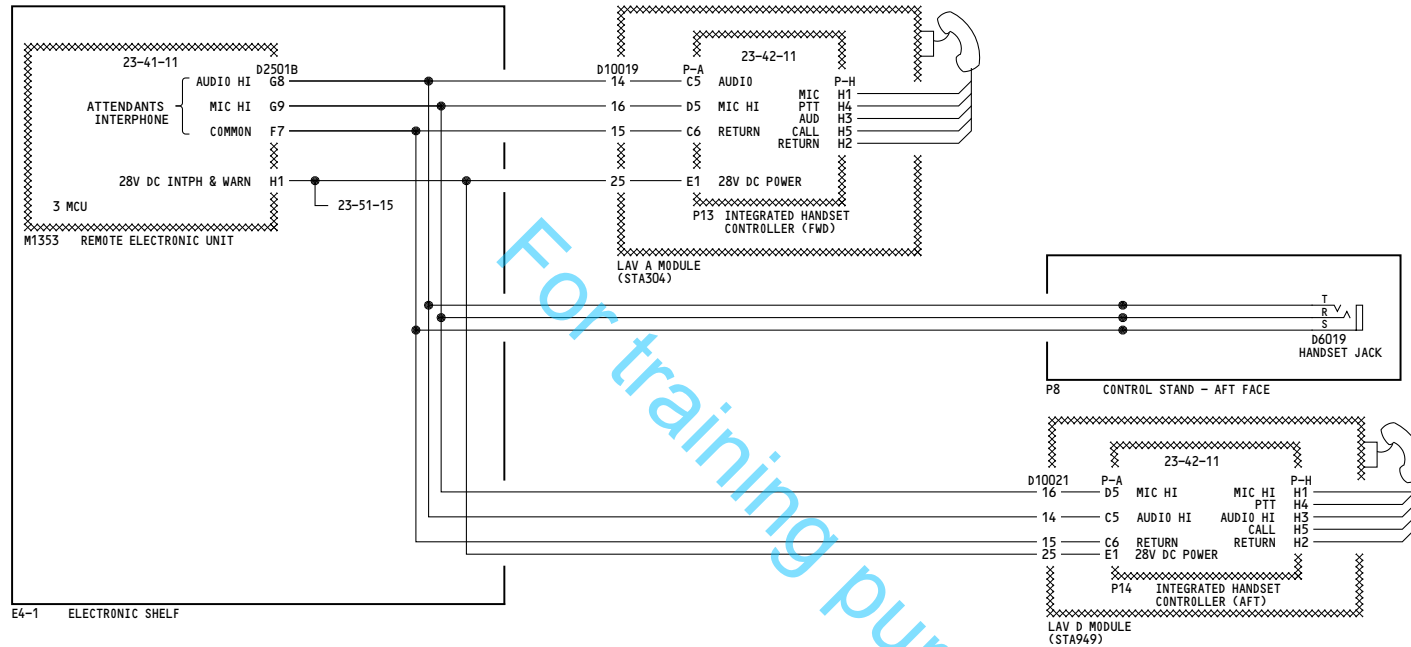 23-41-11
D2501B
AUDIO HI G8
ATTENDANTS
INTERPHONE
MIC HI G9
COMMON F7
28V DC INTPH & WARN H1
23-51-15
3 MCU
M1353 REMOTE ELECTRONIC UNIT
E4-1 ELECTRONIC SHELF
23-42-11
D10019 P-A P-H
14 C5 AUDIO
16 D5 MIC HI
15 C6 RETURN
25 E1 28V DC POWER
MIC H1
PTT H4
AUD H3
CALL H5
RETURN H2
P13 INTEGRATED HANDSET
CONTROLLER (FWD)
LAV A MODULE
(STA304)
T
R
S
D6019
HANDSET JACK
P8 CONTROL STAND - AFT FACE
23-42-11
D10021 P-A P-H
16 D5 MIC HI
14 C5 AUDIO HI
15 C6 RETURN
25 E1 28V DC POWER
MIC HI H1
PTT H4
AUDIO HI H3
CALL H5
RETURN H2
P14 INTEGRATED HANDSET
CONTROLLER (AFT)
LAV D MODULE
(STA949)
For training pur